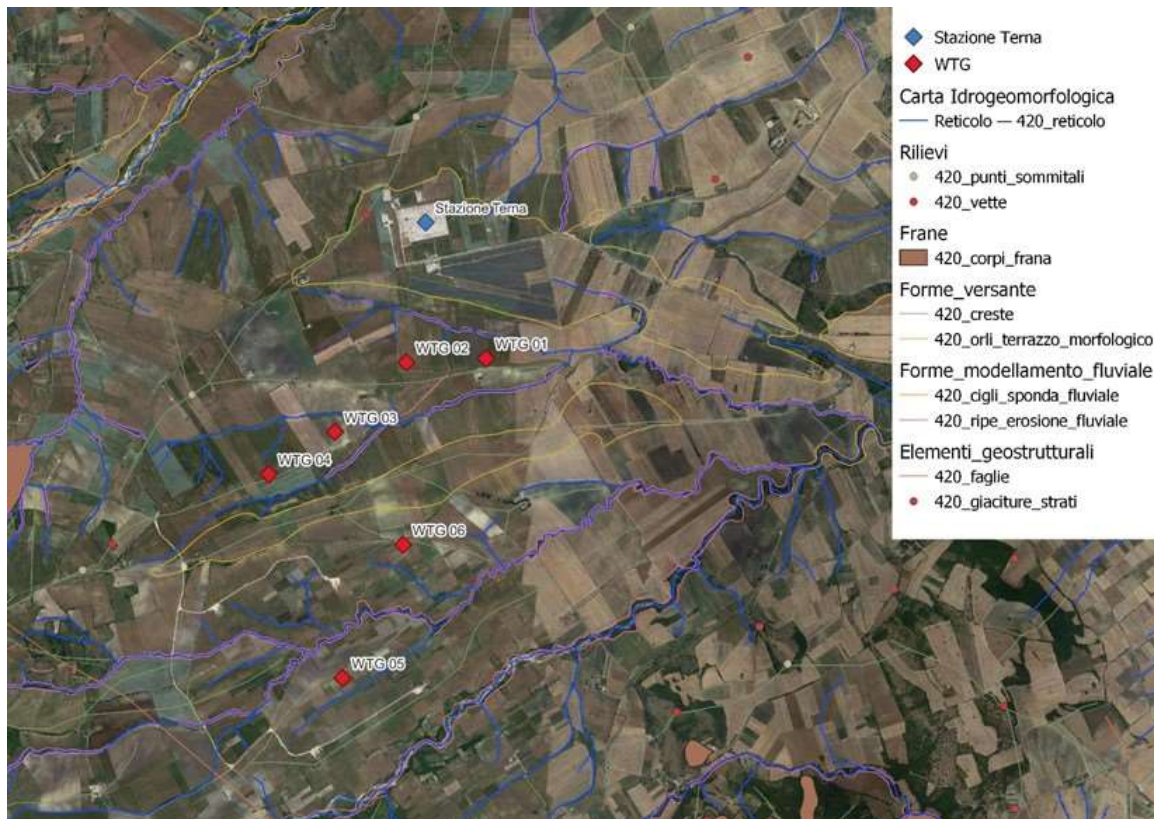 Stazione Terna
WTG
Carta Idrogeomorfologica
Reticolo — 420_reticolo
Rilievi
420_punti_sommitali
420_vette
Frane
420_corpi_frana
Forme_versante
420_creste
420_orli_terrazzo_morfologico
Forme_modellamento_fluviale
420_cigli_sponda_fluviale
420_ripe_erosione_fluviale
Elementi_geostrutturali
420_faglie
420_giaciture_strati
Stazione Terna
WTG 02
WTG 01
WTG 03
WTG 04
WTG 06
WTG 05